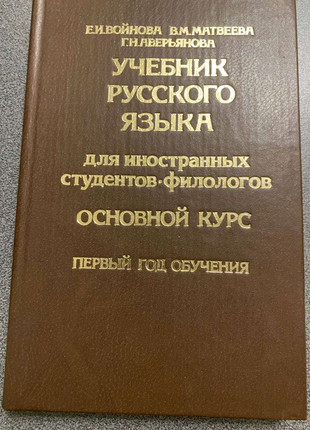 Е.И.ВОЙНОВА В.М.МАТВЕЕВА
Г.Н.АВЕРЬЯНОВА
УЧЕБНИК
РУССКОГО
ЯЗЫКА
для иностранных
студентов-филологов
ОСНОВНОЙ КУРС
ПЕРВЫЙ ГОД ОБУЧЕНИЯ